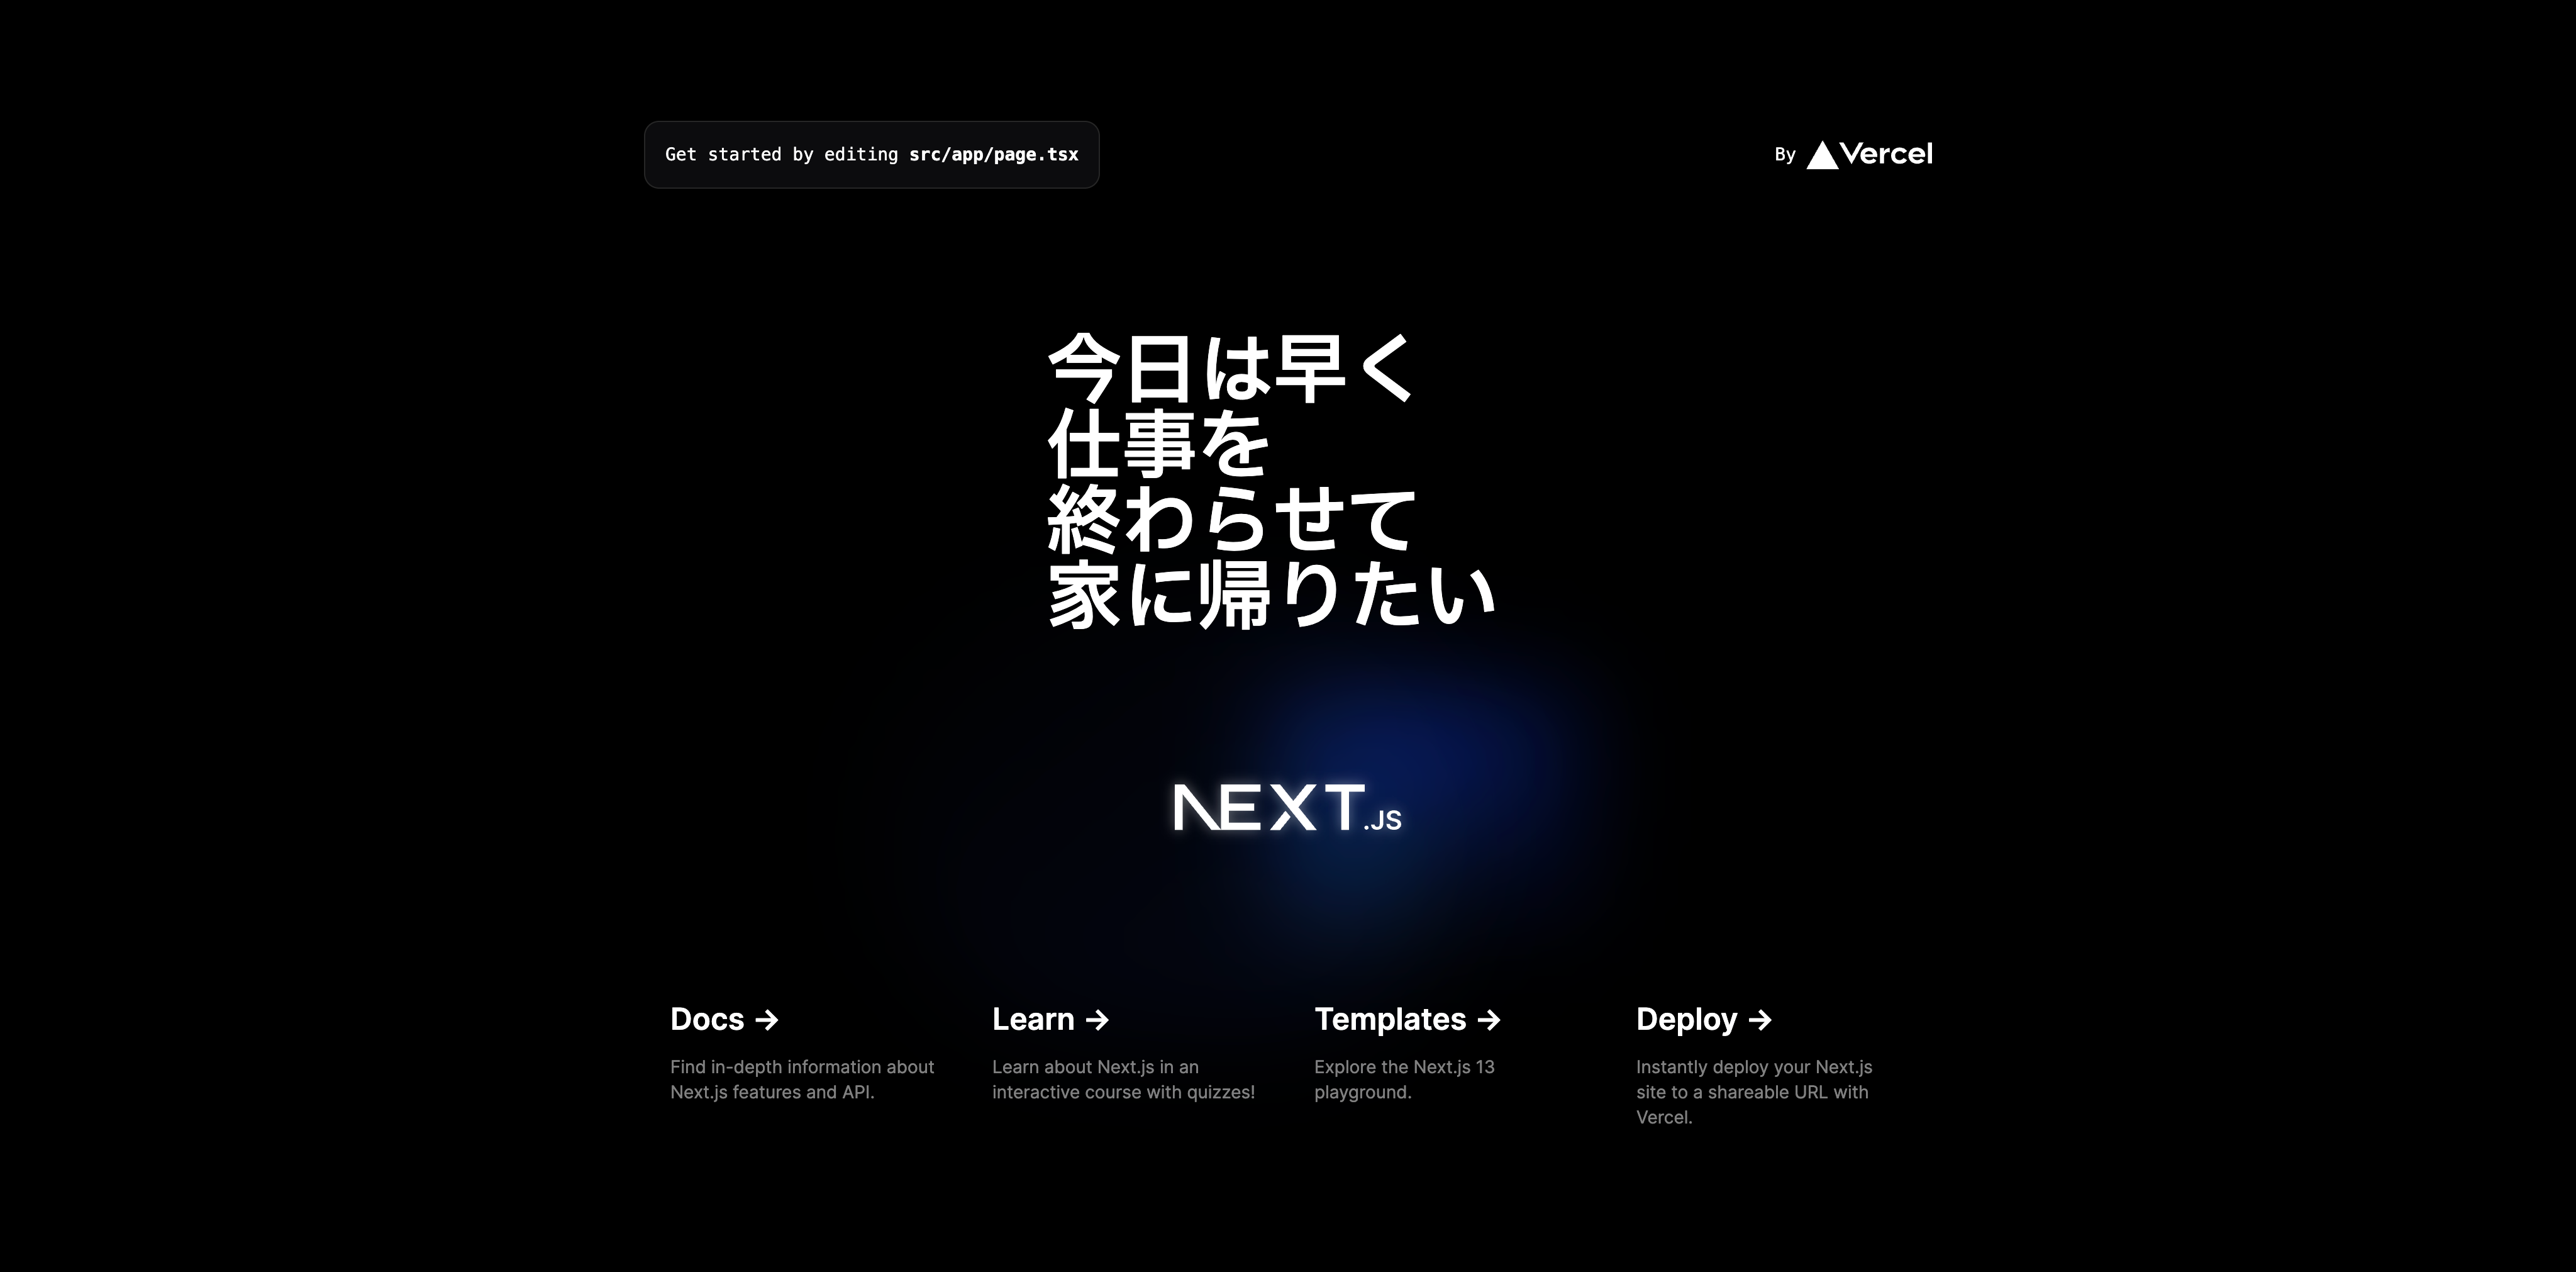 Get started by editing src/app/page.tsx
By Vercel
今日は早く
仕事を
終わらせて
家に帰りたい
NEXT.JS
Docs →
Find in-depth information about
Next.js features and API.
Learn →
Learn about Next.js in an
interactive course with quizzes!
Templates →
Explore the Next.js 13
playground.
Deploy →
Instantly deploy your Next.js
site to a shareable URL with
Vercel.